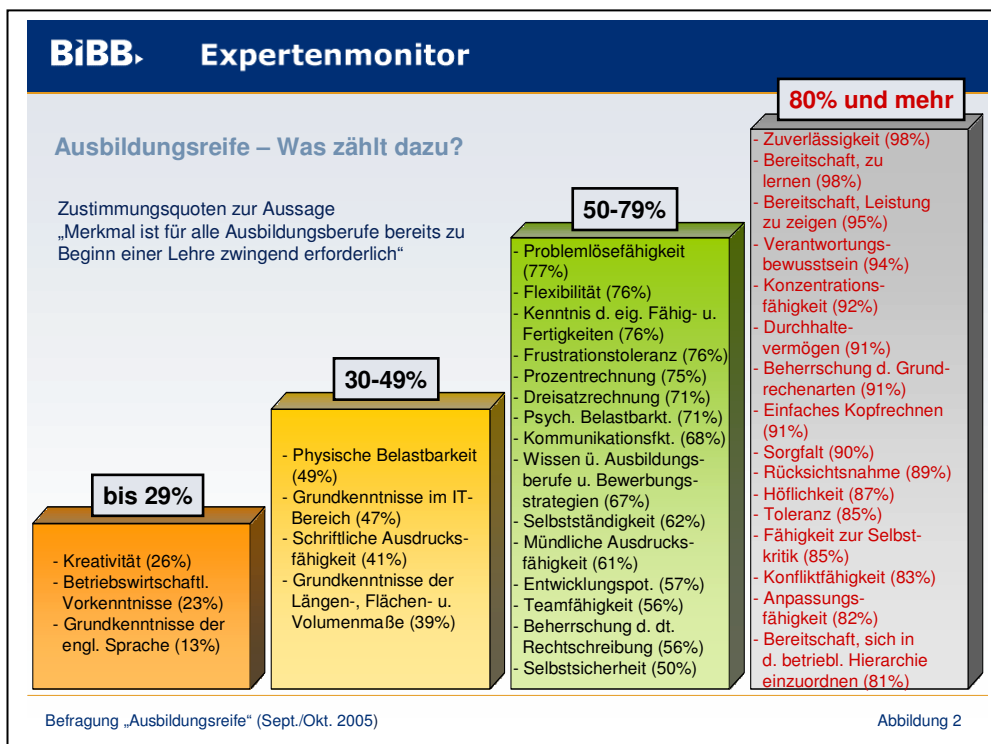 BiBB Expertenmonitor
Ausbildungsreife – Was zählt dazu?
Zustimmungsquoten zur Aussage
„Merkmal ist für alle Ausbildungsberufe bereits zu
Beginn einer Lehre zwingend erforderlich“
bis 29%
- Kreativität (26%)
- Betriebswirtschaftl.
Vorkenntnisse (23%)
- Grundkenntnisse der
engl. Sprache (13%)
30-49%
- Physische Belastbarkeit
(49%)
- Grundkenntnisse im IT-
Bereich (47%)
- Schriftliche Ausdrucks-
fähigkeit (41%)
- Grundkenntnisse der
Längen-, Flächen- u.
Volumenmaße (39%)
50-79%
- Problemlösefähigkeit
(77%)
- Flexibilität (76%)
- Kenntnis d. eig. Fähig- u.
Fertigkeiten (76%)
- Frustrationstoleranz (76%)
- Prozentrechnung (75%)
- Dreisatzrechnung (71%)
- Psych. Belastbarkt. (71%)
- Kommunikationsfkt. (68%)
- Wissen ü. Ausbildungs-
berufe u. Bewerbungs-
strategien (67%)
- Selbstständigkeit (62%)
- Mündliche Ausdrucks-
fähigkeit (61%)
- Entwicklungspot. (57%)
- Teamfähigkeit (56%)
- Beherrschung d. dt.
Rechtschreibung (56%)
- Selbstsicherheit (50%)
80% und mehr
- Zuverlässigkeit (98%)
- Bereitschaft, zu
lernen (98%)
- Bereitschaft, Leistung
zu zeigen (95%)
- Verantwortungs-
bewusstsein (94%)
- Konzentrations-
fähigkeit (92%)
- Durchhalte-
vermögen (91%)
- Beherrschung d. Grund-
rechenarten (91%)
- Einfaches Kopfrechnen
(91%)
- Sorgfalt (90%)
- Rücksichtsnahme (89%)
- Höflichkeit (87%)
- Toleranz (85%)
- Fähigkeit zur Selbst-
kritik (85%)
- Konfliktfähigkeit (83%)
- Anpassungs-
fähigkeit (82%)
- Bereitschaft, sich in
d. betriebl. Hierarchie
einzuordnen (81%)
Befragung „Ausbildungsreife“ (Sept./Okt. 2005)
Abbildung 2